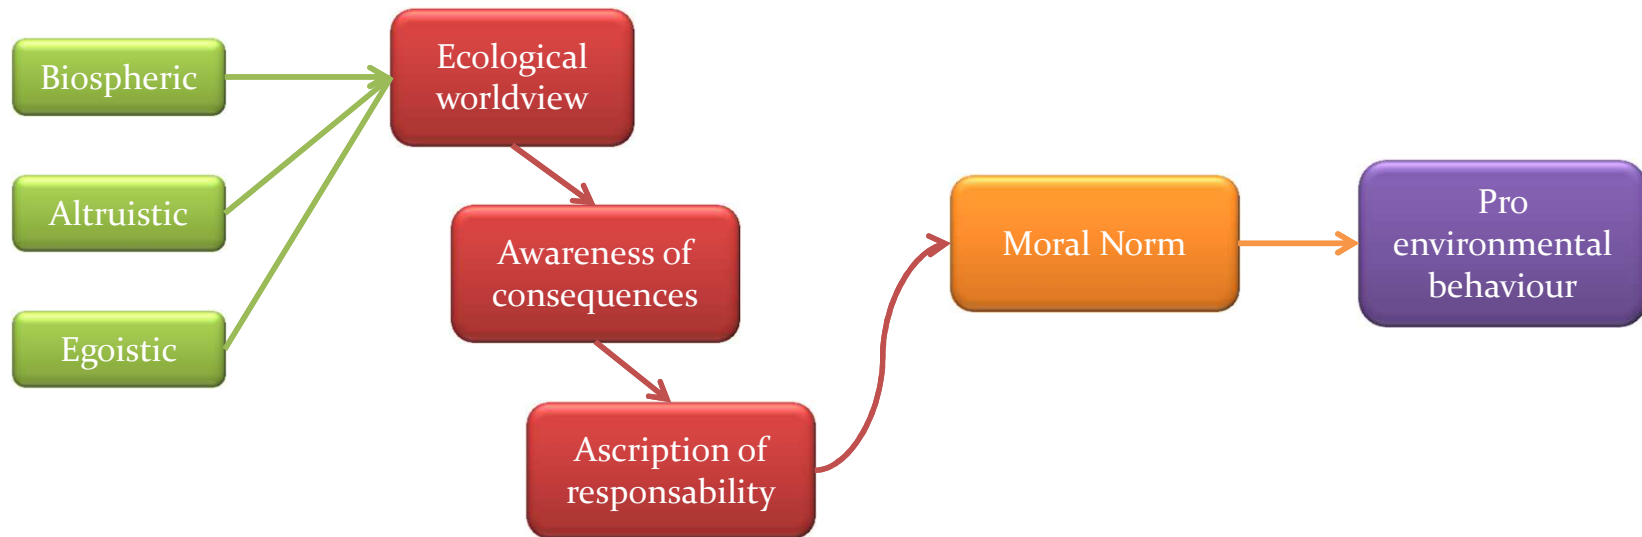 Biospheric
Altruistic
Egoistic
Ecological
worldview
Awareness of
consequences
Ascription of
responsability
Moral Norm
Pro
environmental
behaviour